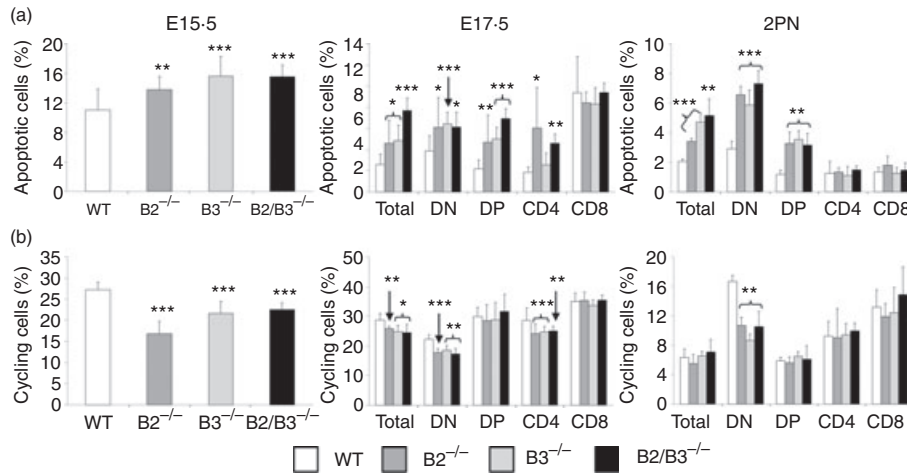 (a)
E15·5
Apoptotic cells (%)
20
16
12
8
4
0
** *** ***
WT B2⁻/⁻ B3⁻/⁻ B2/B3⁻/⁻
E17·5
Apoptotic cells (%)
14
12
8
6
4
2
0
* *** * *** * ** *** * **
Total DN DP CD4 CD8
2PN
Apoptotic cells (%)
10
8
6
4
2
0
*** ** *** **
Total DN DP CD4 CD8
(b)
Cycling cells (%)
35
30
25
20
15
10
5
0
*** *** ***
WT B2⁻/⁻ B3⁻/⁻ B2/B3⁻/⁻
Cycling cells (%)
50
40
30
20
10
0
** * *** ** *** **
Total DN DP CD4 CD8
Cycling cells (%)
20
16
12
8
4
0
**
Total DN DP CD4 CD8
WT B2⁻/⁻ B3⁻/⁻ B2/B3⁻/⁻